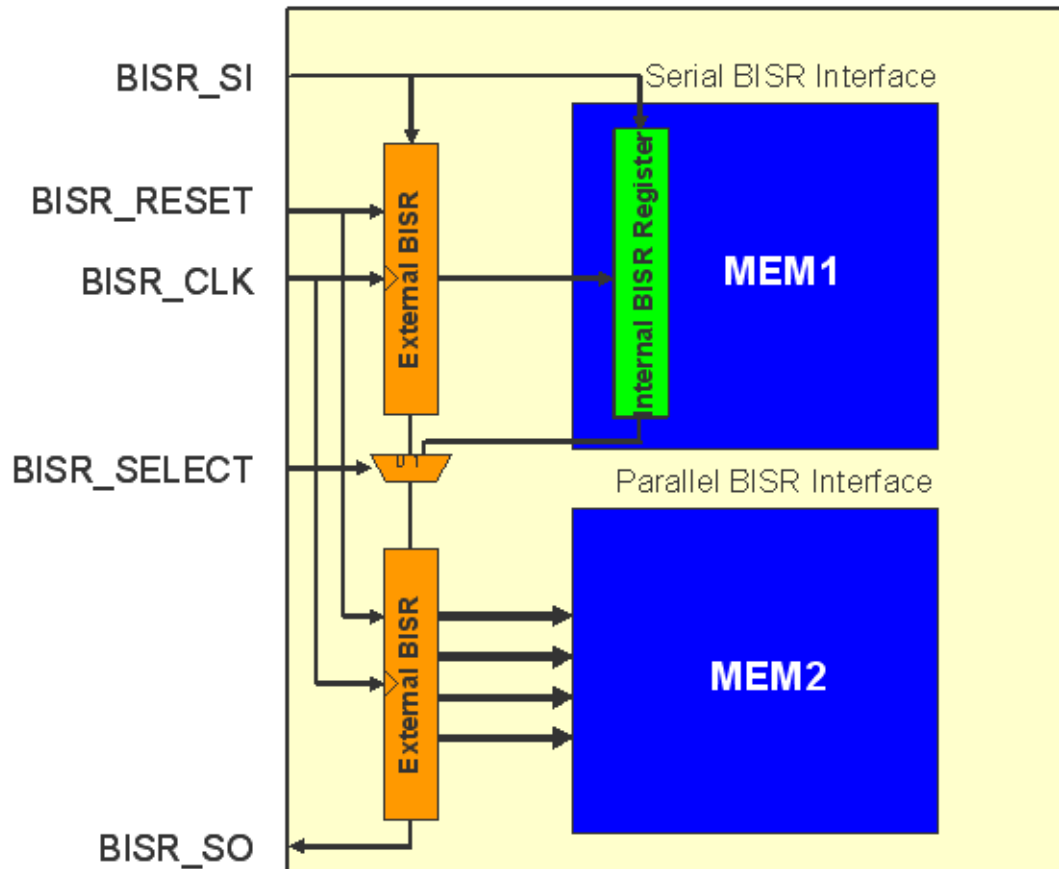 BISR_SI
Serial BISR Interface
BISR_RESET
External BISR
Internal BISR Register
BISR_CLK
MEM1
BISR_SELECT
0 1
Parallel BISR Interface
External BISR
MEM2
BISR_SO